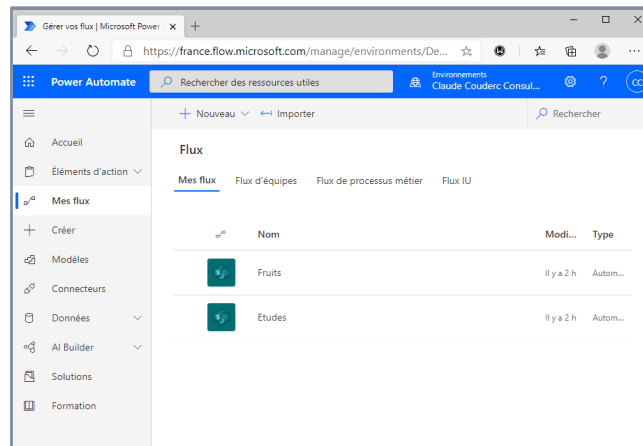 Gérer vos flux | Microsoft Power
https://france.flow.microsoft.com/manage/environments/De...
Power Automate
Rechercher des ressources utiles
Environnements
Claude Couderc Consul...
?
CC
Nouveau
Importer
Rechercher
Accueil
Éléments d'action
Mes flux
Créer
Modèles
Connecteurs
Données
AI Builder
Solutions
Formation
Flux
Mes flux Flux d'équipes Flux de processus métier Flux IU
Nom Modi... Type
Fruits Il y a 2 h Autom...
Etudes Il y a 2 h Autom...